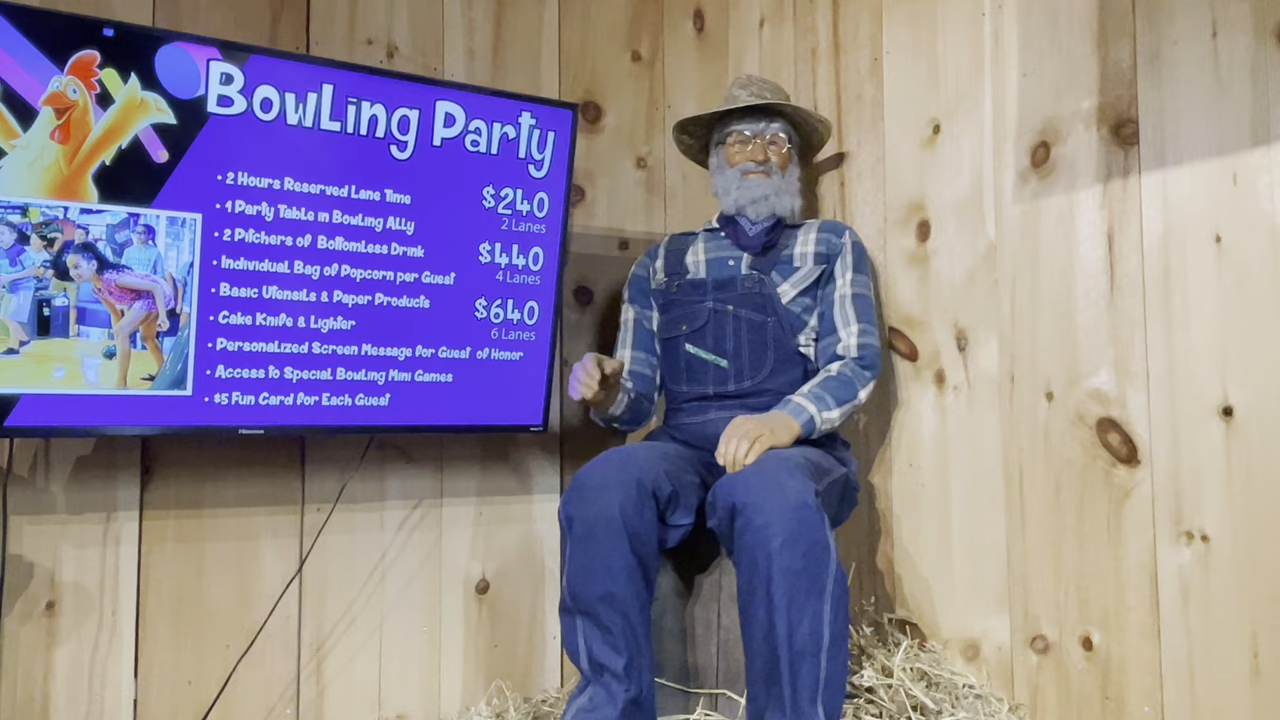 Bowling Party
• 2 Hours Reserved Lane Time
• 1 Party Table in Bowling Ally
• 2 Pitchers of Bottomless Drink
• Individual Bag of Popcorn per Guest
• Basic Utensils & Paper Products
• Cake Knife & Lighter
• Personalized Screen Message for Guest of Honor
• Access to Special Bowling Mini Games
• $5 Fun Card for Each Guest
$240
2 Lanes
$440
4 Lanes
$640
6 Lanes
Hisense